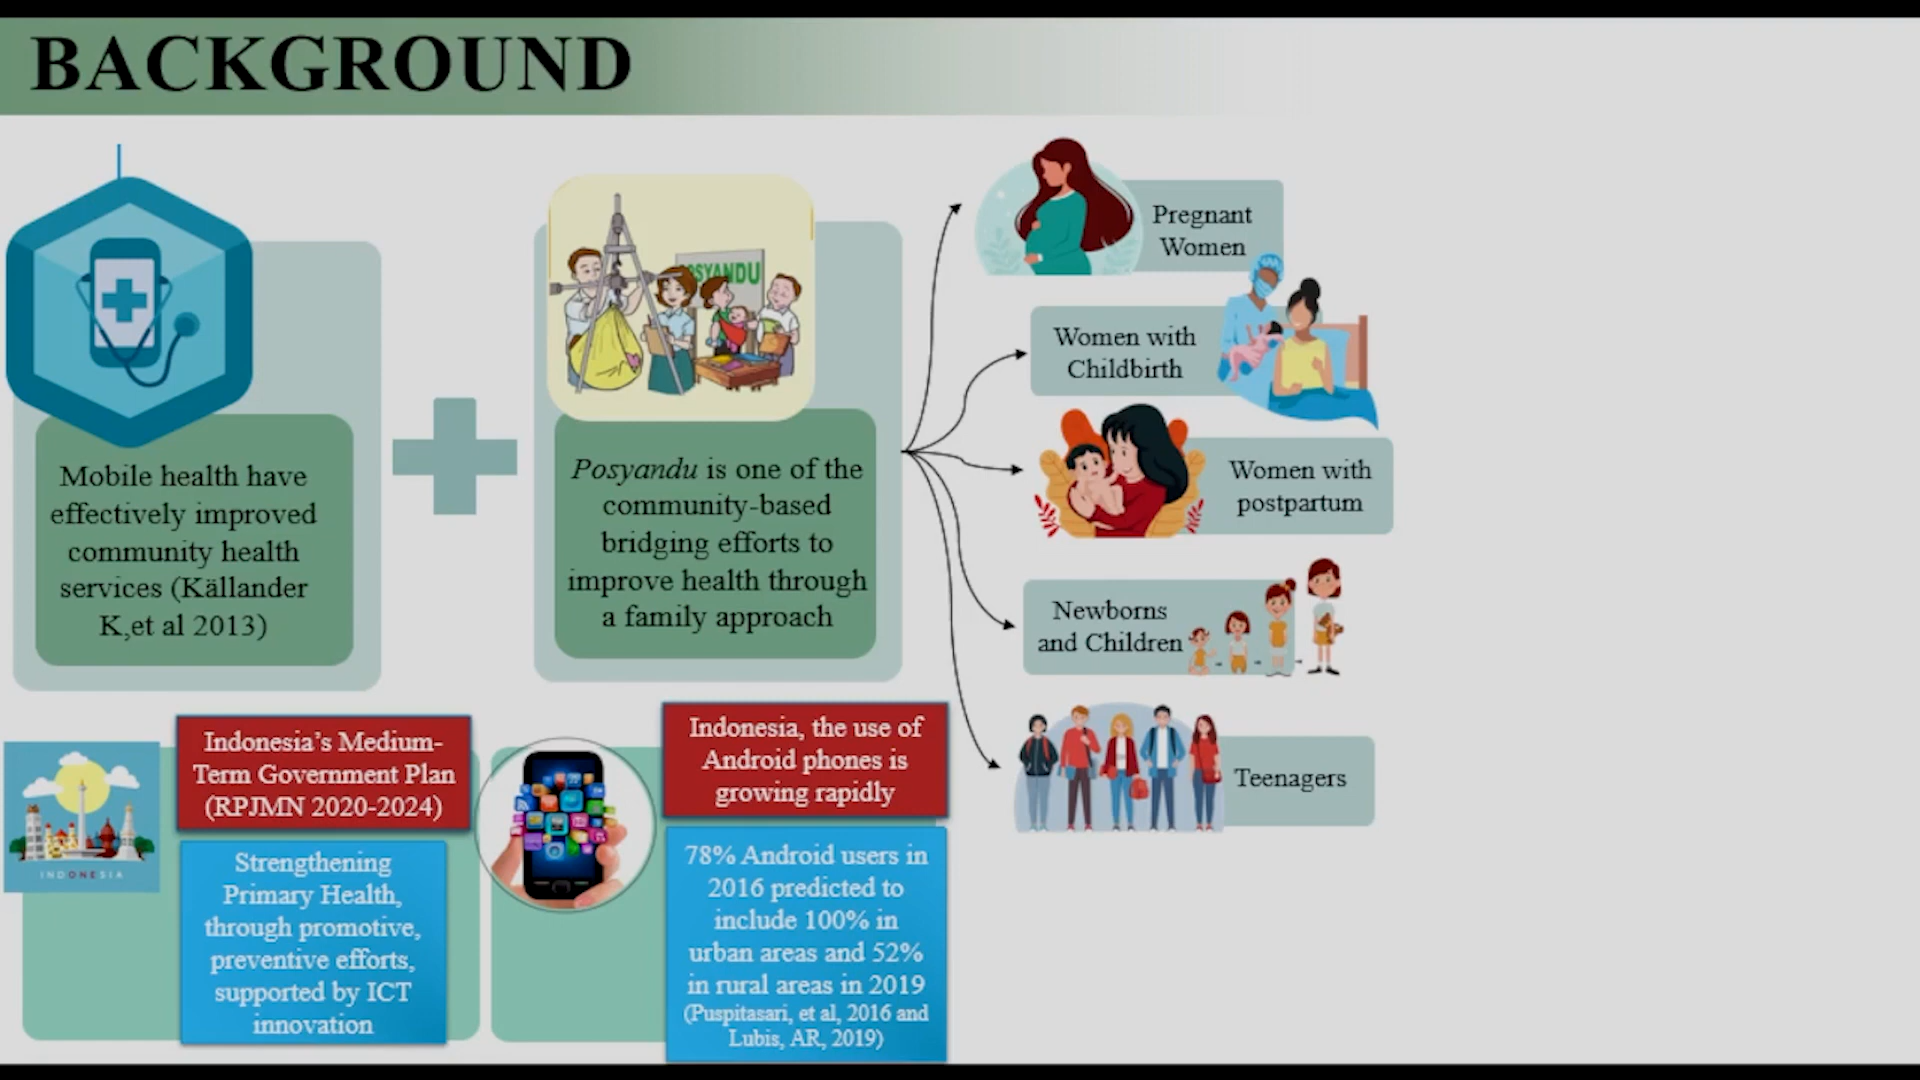 BACKGROUND
Mobile health have
effectively improved
community health
services (Källander
K,et al 2013)
POSYANDU
Posyandu is one of the
community-based
bridging efforts to
improve health through
a family approach
Pregnant
Women
Women with
Childbirth
Women with
postpartum
Newborns
and Children
Teenagers
INDONESIA
Indonesia’s Medium-
Term Government Plan
(RPJMN 2020-2024)
Strengthening
Primary Health,
through promotive,
preventive efforts,
supported by ICT
innovation
Indonesia, the use of
Android phones is
growing rapidly
78% Android users in
2016 predicted to
include 100% in
urban areas and 52%
in rural areas in 2019
(Puspitasari, et al, 2016 and
Lubis, AR, 2019)